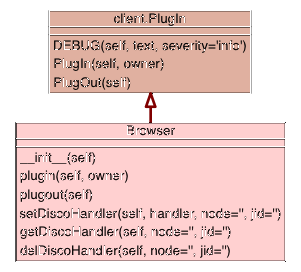 client.PlugIn
DEBUG(self, text, severity='info')
PlugIn(self, owner)
PlugOut(self)
Browser
__init__(self)
plugin(self, owner)
plugout(self)
setDiscoHandler(self, handler, node='', jid='')
getDiscoHandler(self, node='', jid='')
delDiscoHandler(self, node='', jid='')